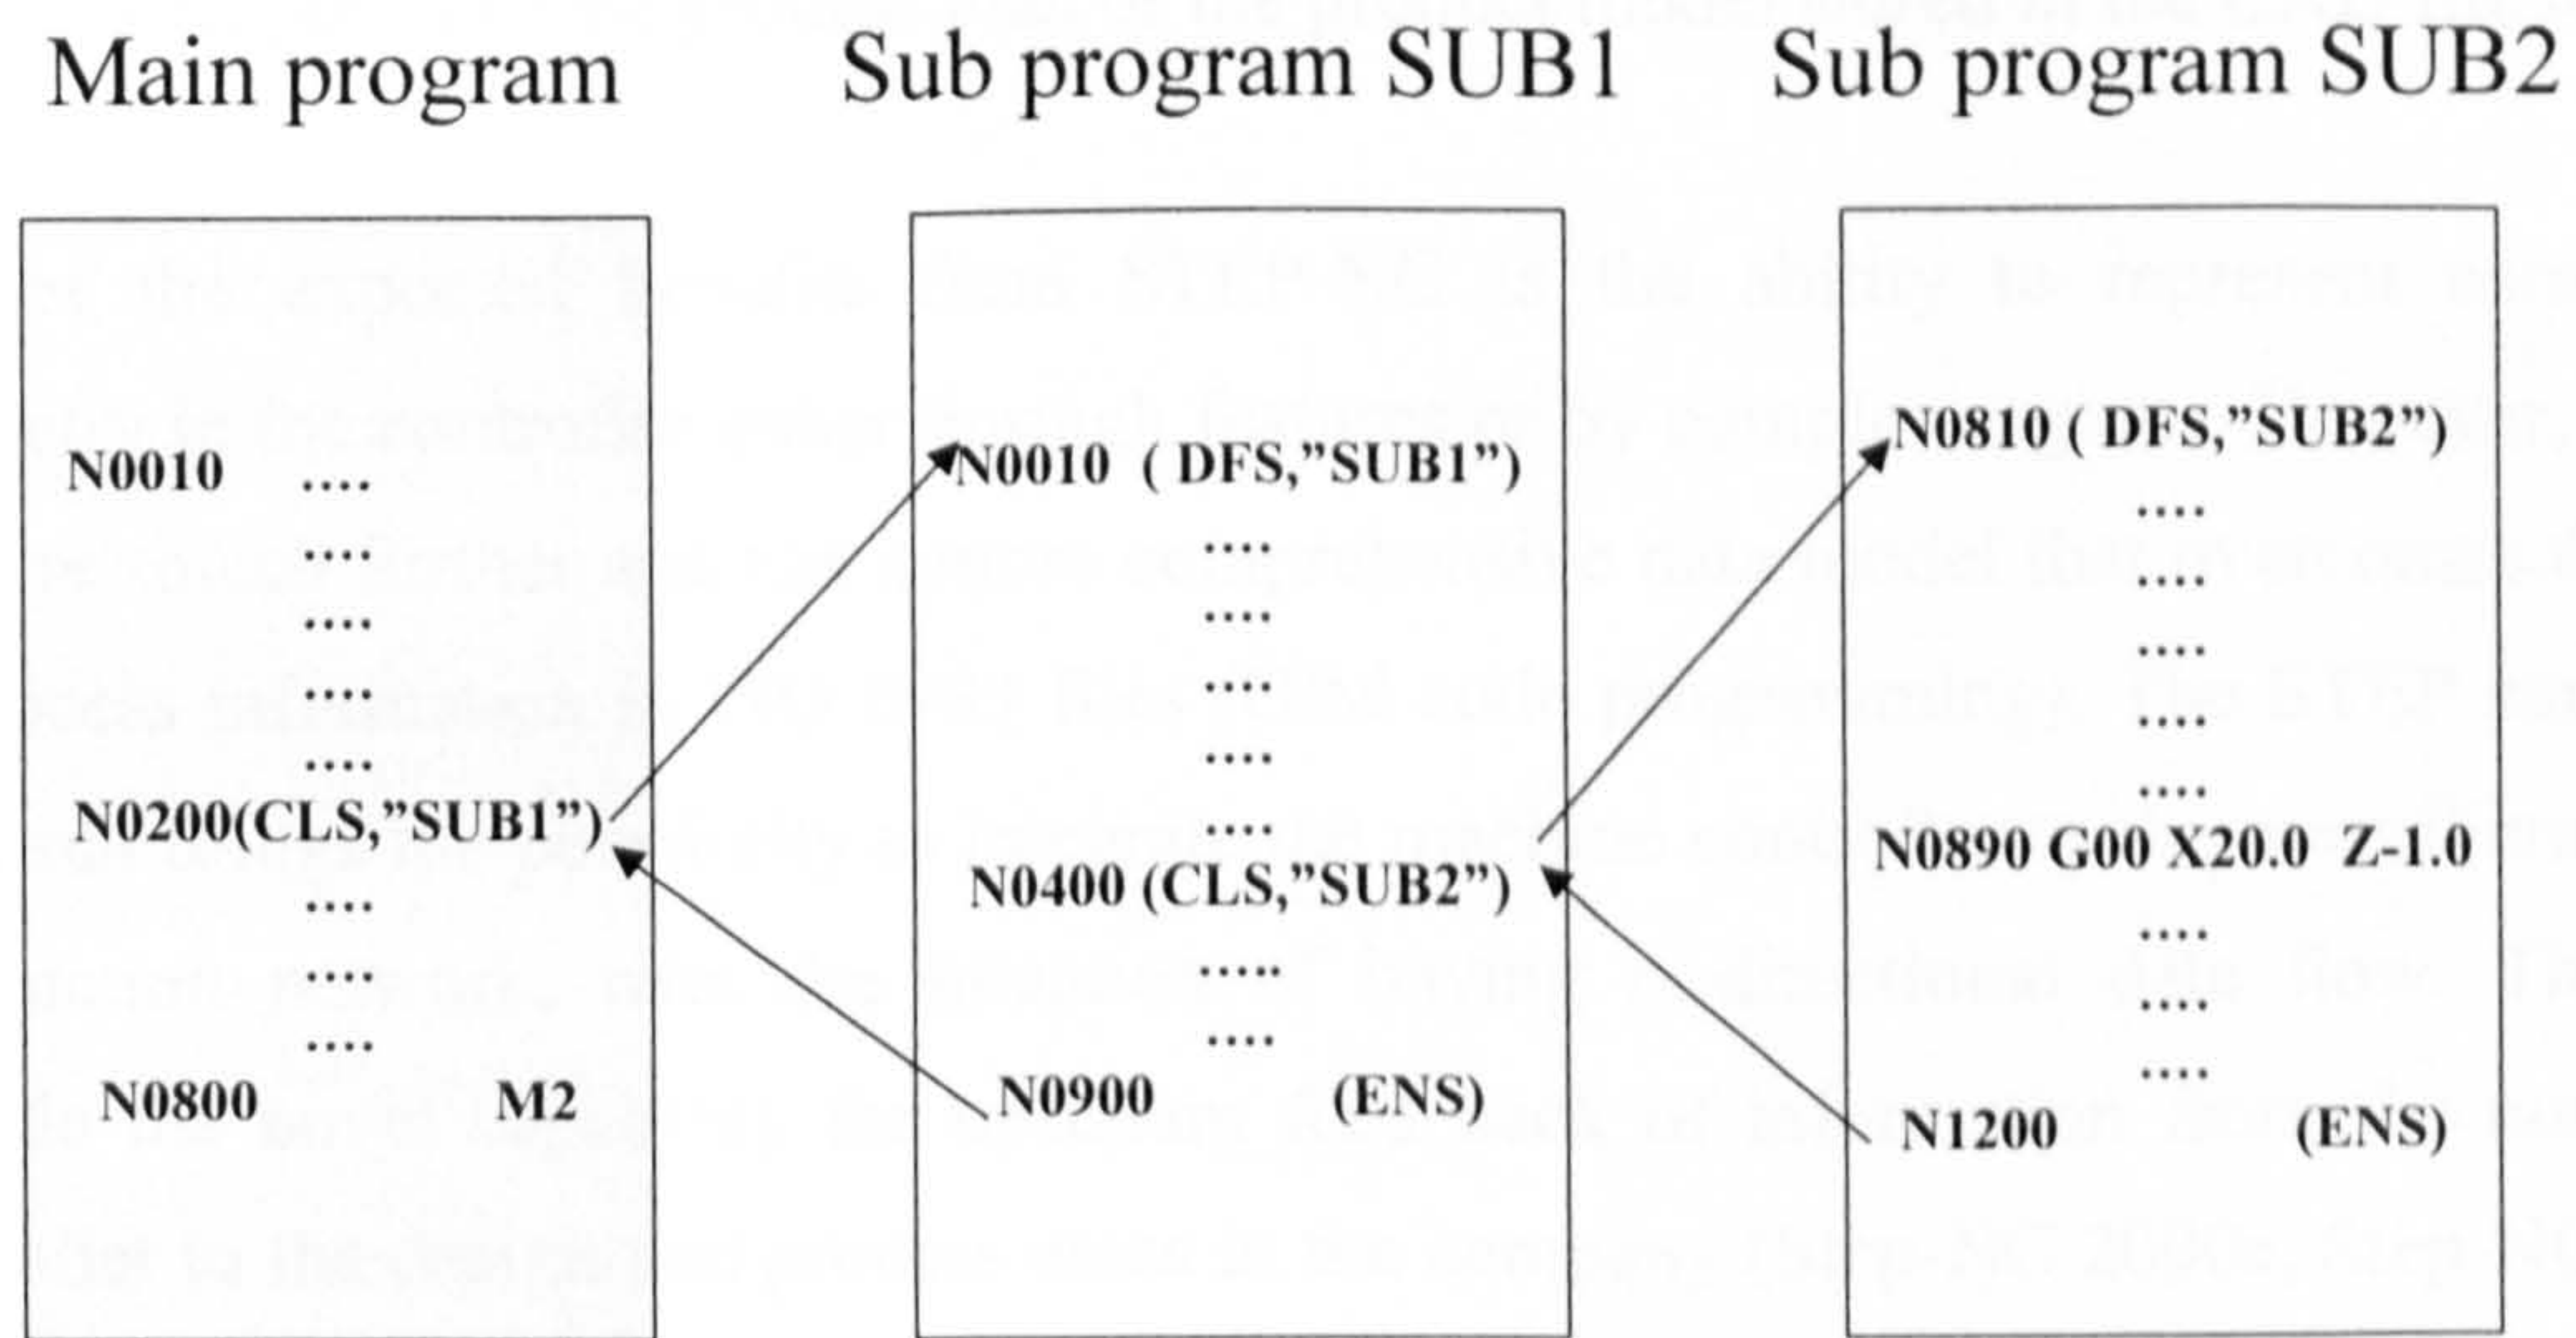 Main program
N0010 ....
....
....
....
....
N0200(CLS,”SUB1”)
....
....
....
N0800 M2
Sub program SUB1
N0010 ( DFS,”SUB1”)
....
....
....
....
....
N0400 (CLS,”SUB2”)
.....
....
N0900 (ENS)
Sub program SUB2
N0810 ( DFS,”SUB2”)
....
....
....
....
....
N0890 G00 X20.0 Z-1.0
....
....
....
N1200 (ENS)